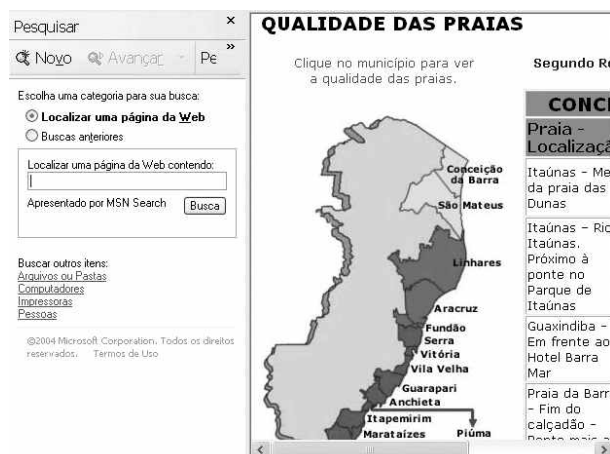 Pesquisar
Novo
Avançar
Pe
Escolha uma categoria para sua busca:
Localizar uma página da Web
Buscas anteriores
Localizar uma página da Web contendo:
Apresentado por MSN Search
Busca
Buscar outros itens:
Arquivos ou Pastas
Computadores
Impressoras
Pessoas
©2004 Microsoft Corporation. Todos os direitos
reservados. Termos de Uso
QUALIDADE DAS PRAIAS
Clique no município para ver
a qualidade das praias.
Conceição
da Barra
São Mateus
Linhares
Aracruz
Fundão
Serra
Vitória
Vila Velha
Guarapari
Anchieta
Itapemirim
Marataízes
Piúma
Segundo Re
CONCE
Praia -
Localizaçã
Itaúnas - Me
da praia das
Dunas
Itaúnas - Rio
Itaúnas.
Próximo à
ponte no
Parque de
Itaúnas
Guaxindiba -
Em frente ao
Hotel Barra
Mar
Praia da Barr
- Fim do
calçadão -